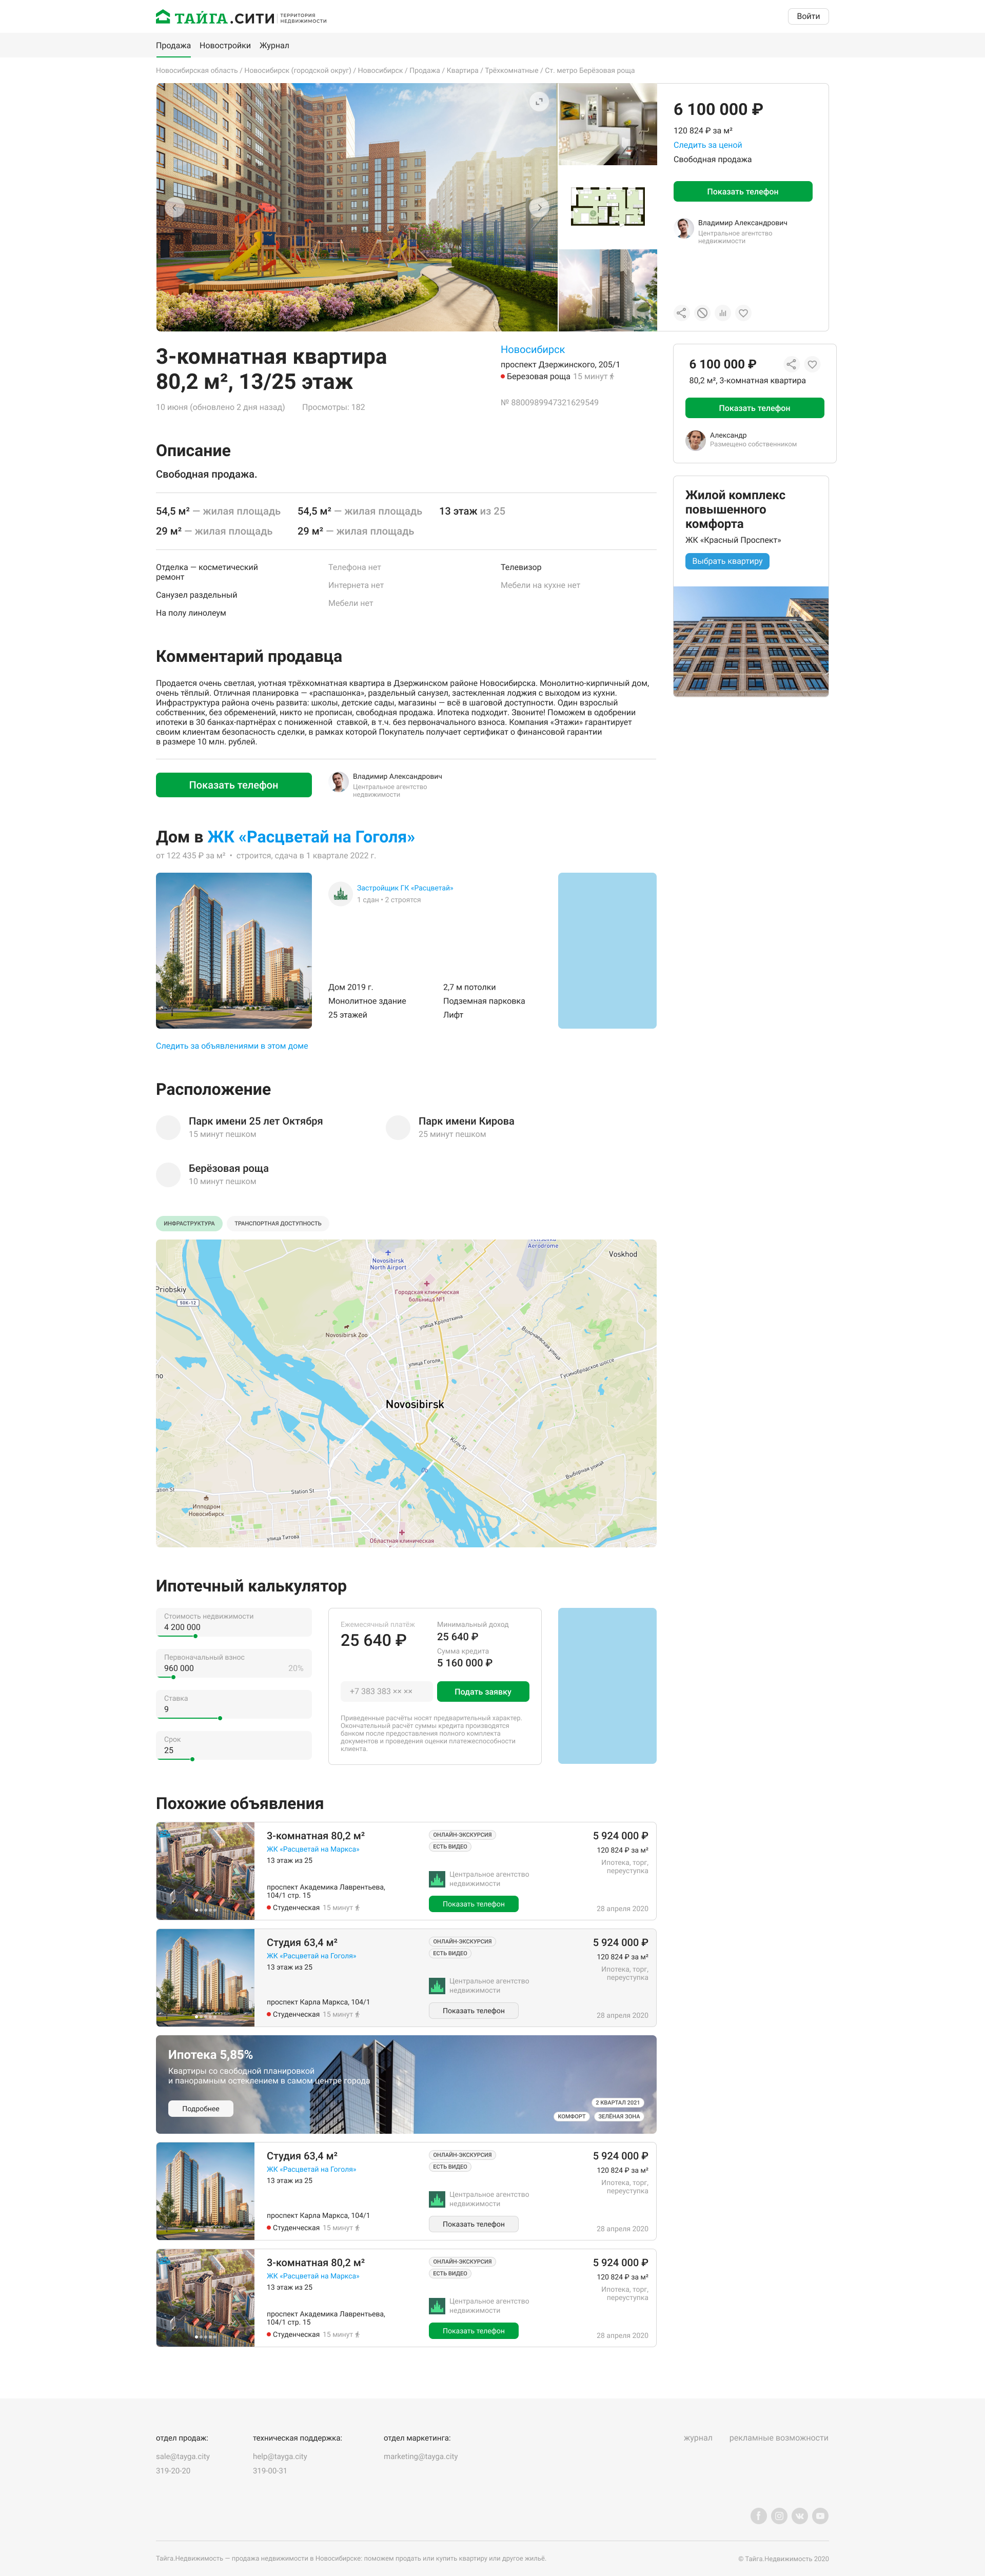 ТАЙГА.СИТИ
ТЕРРИТОРИЯ
НЕДВИЖИМОСТИ
Войти
Продажа Новостройки Журнал
Новосибирская область / Новосибирск (городской округ) / Новосибирск / Продажа / Квартира / Трёхкомнатные / Ст. метро Берёзовая роща
6 100 000 ₽
120 824 ₽ за м²
Следить за ценой
Свободная продажа
Показать телефон
Владимир Александрович
Центральное агентство
недвижимости
3-комнатная квартира
80,2 м², 13/25 этаж
10 июня (обновлено 2 дня назад) Просмотры: 182
Новосибирск
проспект Дзержинского, 205/1
Березовая роща 15 минут
№ 8800989947321629549
6 100 000 ₽
80,2 м², 3-комнатная квартира
Показать телефон
Александр
Размещено собственником
Жилой комплекс
повышенного
комфорта
ЖК «Красный Проспект»
Выбрать квартиру
Описание
Свободная продажа.
54,5 м² — жилая площадь 54,5 м² — жилая площадь 13 этаж из 25
29 м² — жилая площадь 29 м² — жилая площадь
Отделка — косметический
ремонт
Санузел раздельный
На полу линолеум
Телефона нет
Интернета нет
Мебели нет
Телевизор
Мебели на кухне нет
Комментарий продавца
Продается очень светлая, уютная трёхкомнатная квартира в Дзержинском районе Новосибирска. Монолитно-кирпичный дом,
очень тёплый. Отличная планировка — «распашонка», раздельный санузел, застекленная лоджия с выходом из кухни.
Инфраструктура района очень развита: школы, детские сады, магазины — всё в шаговой доступности. Один взрослый
собственник, без обременений, никто не прописан, свободная продажа. Ипотека подходит. Звоните! Поможем в одобрении
ипотеки в 30 банках-партнёрах с пониженной ставкой, в т.ч. без первоначального взноса. Компания «Этажи» гарантирует
своим клиентам безопасность сделки, в рамках которой Покупатель получает сертификат о финансовой гарантии
в размере 10 млн. рублей.
Показать телефон
Владимир Александрович
Центральное агентство
недвижимости
Дом в ЖК «Расцветай на Гоголя»
от 122 435 ₽ за м² • строится, сдача в 1 квартале 2022 г.
Застройщик ГК «Расцветай»
1 сдан • 2 строятся
Дом 2019 г. 2,7 м потолки
Монолитное здание Подземная парковка
25 этажей Лифт
Следить за объявлениями в этом доме
Расположение
Парк имени 25 лет Октября
15 минут пешком
Парк имени Кирова
25 минут пешком
Берёзовая роща
10 минут пешком
ИНФРАСТРУКТУРА ТРАНСПОРТНАЯ ДОСТУПНОСТЬ
Aerodrome
Voskhod
Novosibirsk
North Airport
Priobskiy
50К-12
Городская клиническая
больница №1
улица Кропоткина
Novosibirsk Zoo
Волочаевская улица
улица Гоголя
Гусинобродское шоссе
Novosibirsk
Kirov St
Выборная улица
ation St
Station St
Ипподром
Новосибирск
улица Титова
Областная клиническая
Ипотечный калькулятор
Стоимость недвижимости
4 200 000
Первоначальный взнос
960 000 20%
Ставка
9
Срок
25
Ежемесячный платёж
25 640 ₽
Минимальный доход
25 640 ₽
Сумма кредита
5 160 000 ₽
+7 383 383 ×× ××
Подать заявку
Приведенные расчёты носят предварительный характер.
Окончательный расчёт суммы кредита производятся
банком после предоставления полного комплекта
документов и проведения оценки платежеспособности
клиента.
Похожие объявления
3-комнатная 80,2 м²
ЖК «Расцветай на Маркса»
13 этаж из 25
проспект Академика Лаврентьева,
104/1 стр. 15
Студенческая 15 минут
ОНЛАЙН-ЭКСКУРСИЯ
ЕСТЬ ВИДЕО
Центральное агентство
недвижимости
Показать телефон
5 924 000 ₽
120 824 ₽ за м²
Ипотека, торг,
переуступка
28 апреля 2020
Студия 63,4 м²
ЖК «Расцветай на Гоголя»
13 этаж из 25
проспект Карла Маркса, 104/1
Студенческая 15 минут
ОНЛАЙН-ЭКСКУРСИЯ
ЕСТЬ ВИДЕО
Центральное агентство
недвижимости
Показать телефон
5 924 000 ₽
120 824 ₽ за м²
Ипотека, торг,
переуступка
28 апреля 2020
Ипотека 5,85%
Квартиры со свободной планировкой
и панорамным остеклением в самом центре города
Подробнее
2 КВАРТАЛ 2021
КОМФОРТ ЗЕЛЁНАЯ ЗОНА
Студия 63,4 м²
ЖК «Расцветай на Гоголя»
13 этаж из 25
проспект Карла Маркса, 104/1
Студенческая 15 минут
ОНЛАЙН-ЭКСКУРСИЯ
ЕСТЬ ВИДЕО
Центральное агентство
недвижимости
Показать телефон
5 924 000 ₽
120 824 ₽ за м²
Ипотека, торг,
переуступка
28 апреля 2020
3-комнатная 80,2 м²
ЖК «Расцветай на Маркса»
13 этаж из 25
проспект Академика Лаврентьева,
104/1 стр. 15
Студенческая 15 минут
ОНЛАЙН-ЭКСКУРСИЯ
ЕСТЬ ВИДЕО
Центральное агентство
недвижимости
Показать телефон
5 924 000 ₽
120 824 ₽ за м²
Ипотека, торг,
переуступка
28 апреля 2020
отдел продаж: техническая поддержка: отдел маркетинга: журнал рекламные возможности
sale@tayga.city help@tayga.city marketing@tayga.city
319-20-20 319-00-31
Тайга.Недвижимость — продажа недвижимости в Новосибирске: поможем продать или купить квартиру или другое жильё.
© Тайга.Недвижимость 2020